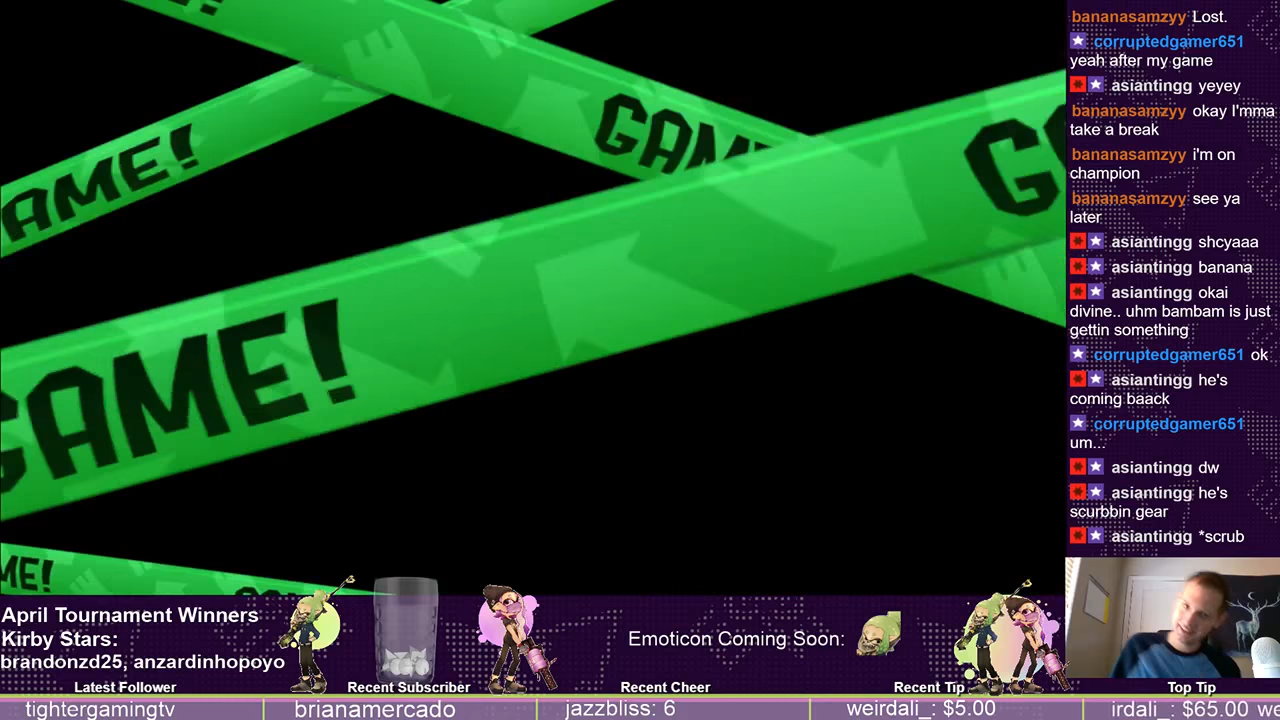 AME!
GAM
G
GAME!
ME!
bananasamzyy Lost.
corruptedgamer651
yeah after my game
asiantingg yeyey
bananasamzyy okay I'mma
take a break
bananasamzyy i'm on
champion
bananasamzyy see ya
later
asiantingg shcyaaa
asiantingg banana
asiantingg okai
divine.. uhm bambam is just
gettin something
corruptedgamer651 ok
asiantingg he's
coming baack
corruptedgamer651
um...
asiantingg dw
asiantingg he's
scurbbin gear
asiantingg *scrub
April Tournament Winners
Kirby Stars:
brandonzd25, anzardinhopoyo
Emoticon Coming Soon:
Latest Follower
Recent Subscriber
Recent Cheer
Recent Tip
Top Tip
tightergamingtv
brianamercado
jazzbliss: 6
weirdali_: $5.00
irdali_: $65.00 we